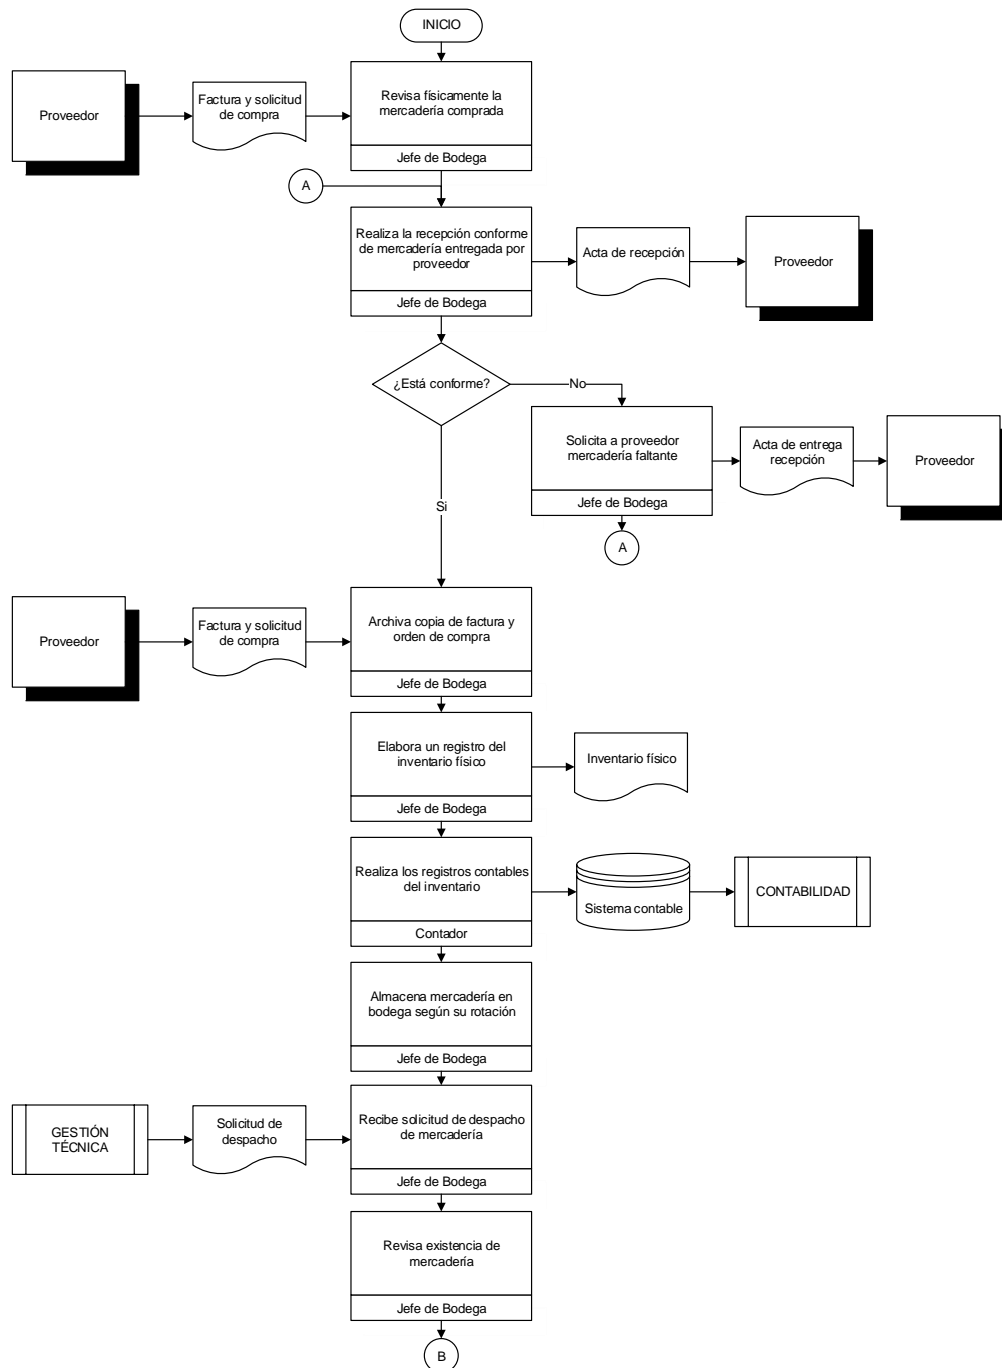 INICIO
Proveedor
Factura y solicitud
de compra
Revisa físicamente la
mercadería comprada
Jefe de Bodega
A
Realiza la recepción conforme
de mercadería entregada por
proveedor
Jefe de Bodega
Acta de recepción
Proveedor
¿Está conforme?
No
Solicita a proveedor
mercadería faltante
Jefe de Bodega
Acta de entrega
recepción
Proveedor
A
Si
Proveedor
Factura y solicitud
de compra
Archiva copia de factura y
orden de compra
Jefe de Bodega
Elabora un registro del
inventario físico
Jefe de Bodega
Inventario físico
Realiza los registros contables
del inventario
Contador
Sistema contable
CONTABILIDAD
Almacena mercadería en
bodega según su rotación
Jefe de Bodega
GESTIÓN
TÉCNICA
Solicitud de
despacho
Recibe solicitud de despacho
de mercadería
Jefe de Bodega
Revisa existencia de
mercadería
Jefe de Bodega
B